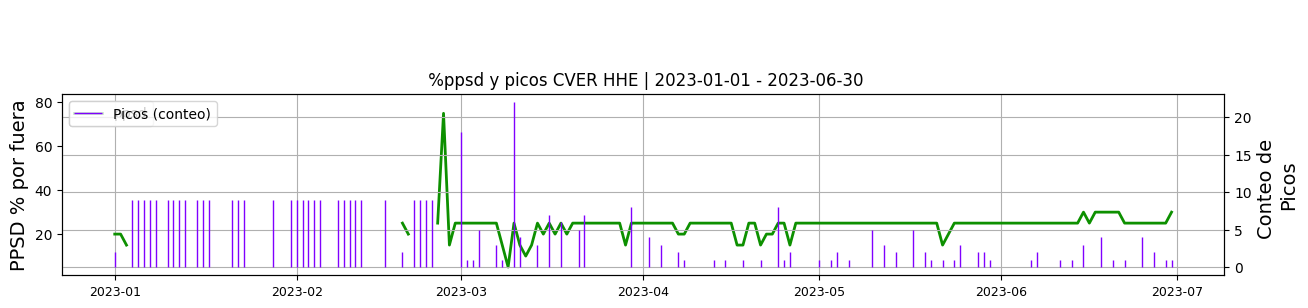 %ppsd y picos CVER HHE | 2023-01-01 - 2023-06-30
PPSD % por fuera
80
60
40
20
Picos (conteo)
20
15
10
5
0
Conteo de
Picos
2023-01 2023-02 2023-03 2023-04 2023-05 2023-06 2023-07